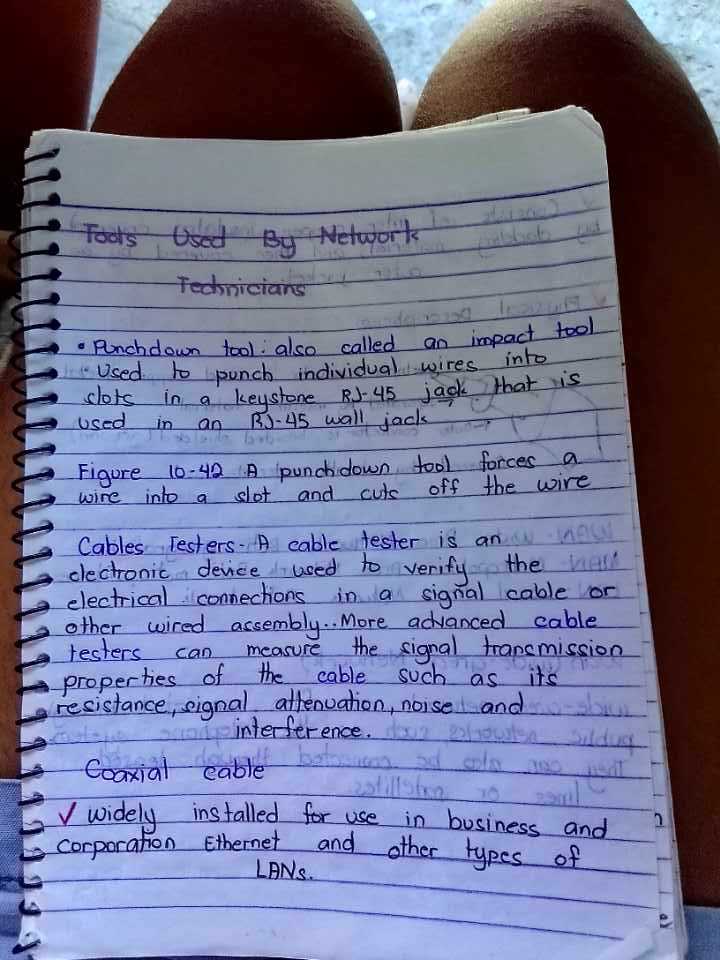 Tools Used By Network
Technicians
• Punchdown tool: also called an impact tool
• Used to punch individual wires into
slots in a keystone RJ-45 jack that is
used in an RJ-45 wall jack
Figure 10-42 A punchdown tool forces a
wire into a slot and cuts off the wire
Cables Testers - A cable tester is an
electronic device used to verify the
electrical connections in a signal cable or
other wired assembly.. More advanced cable
testers can measure the signal transmission
properties of the cable such as its
resistance, signal attenuation, noise and
interference.
Coaxial cable
✓ widely installed for use in business and
corporation Ethernet and other types of
LANs.